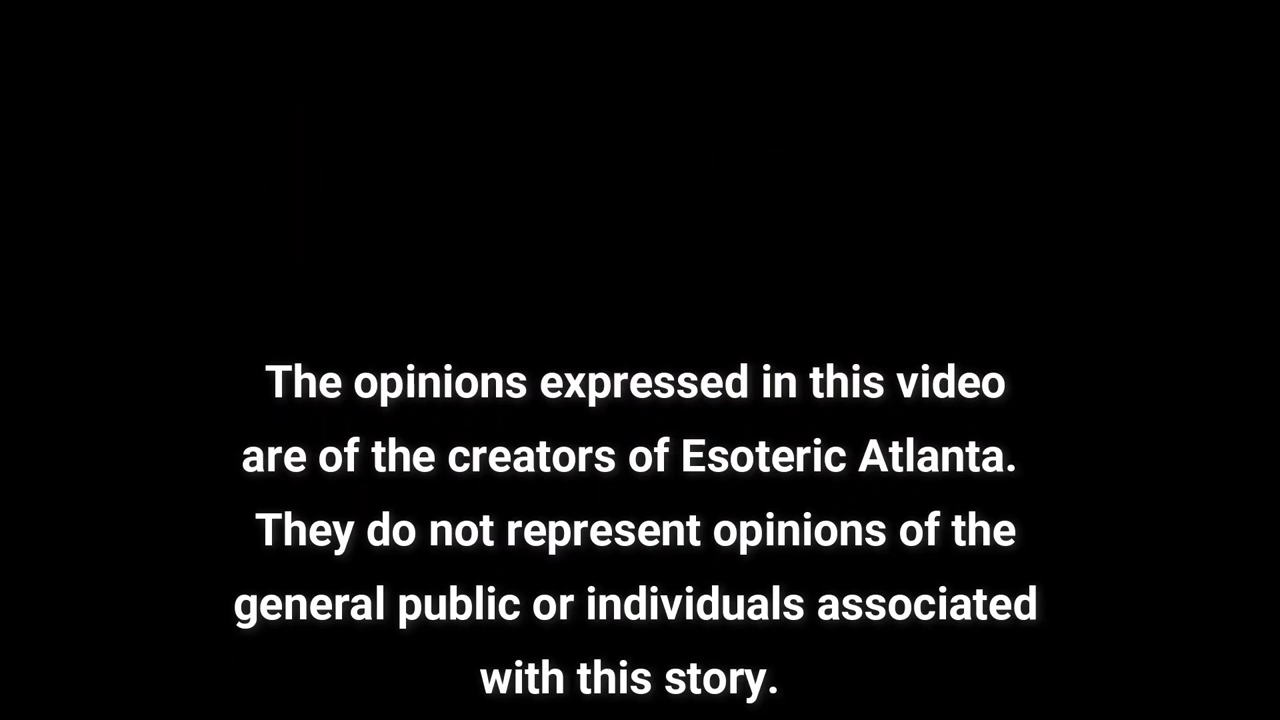 The opinions expressed in this video
are of the creators of Esoteric Atlanta.
They do not represent opinions of the
general public or individuals associated
with this story.